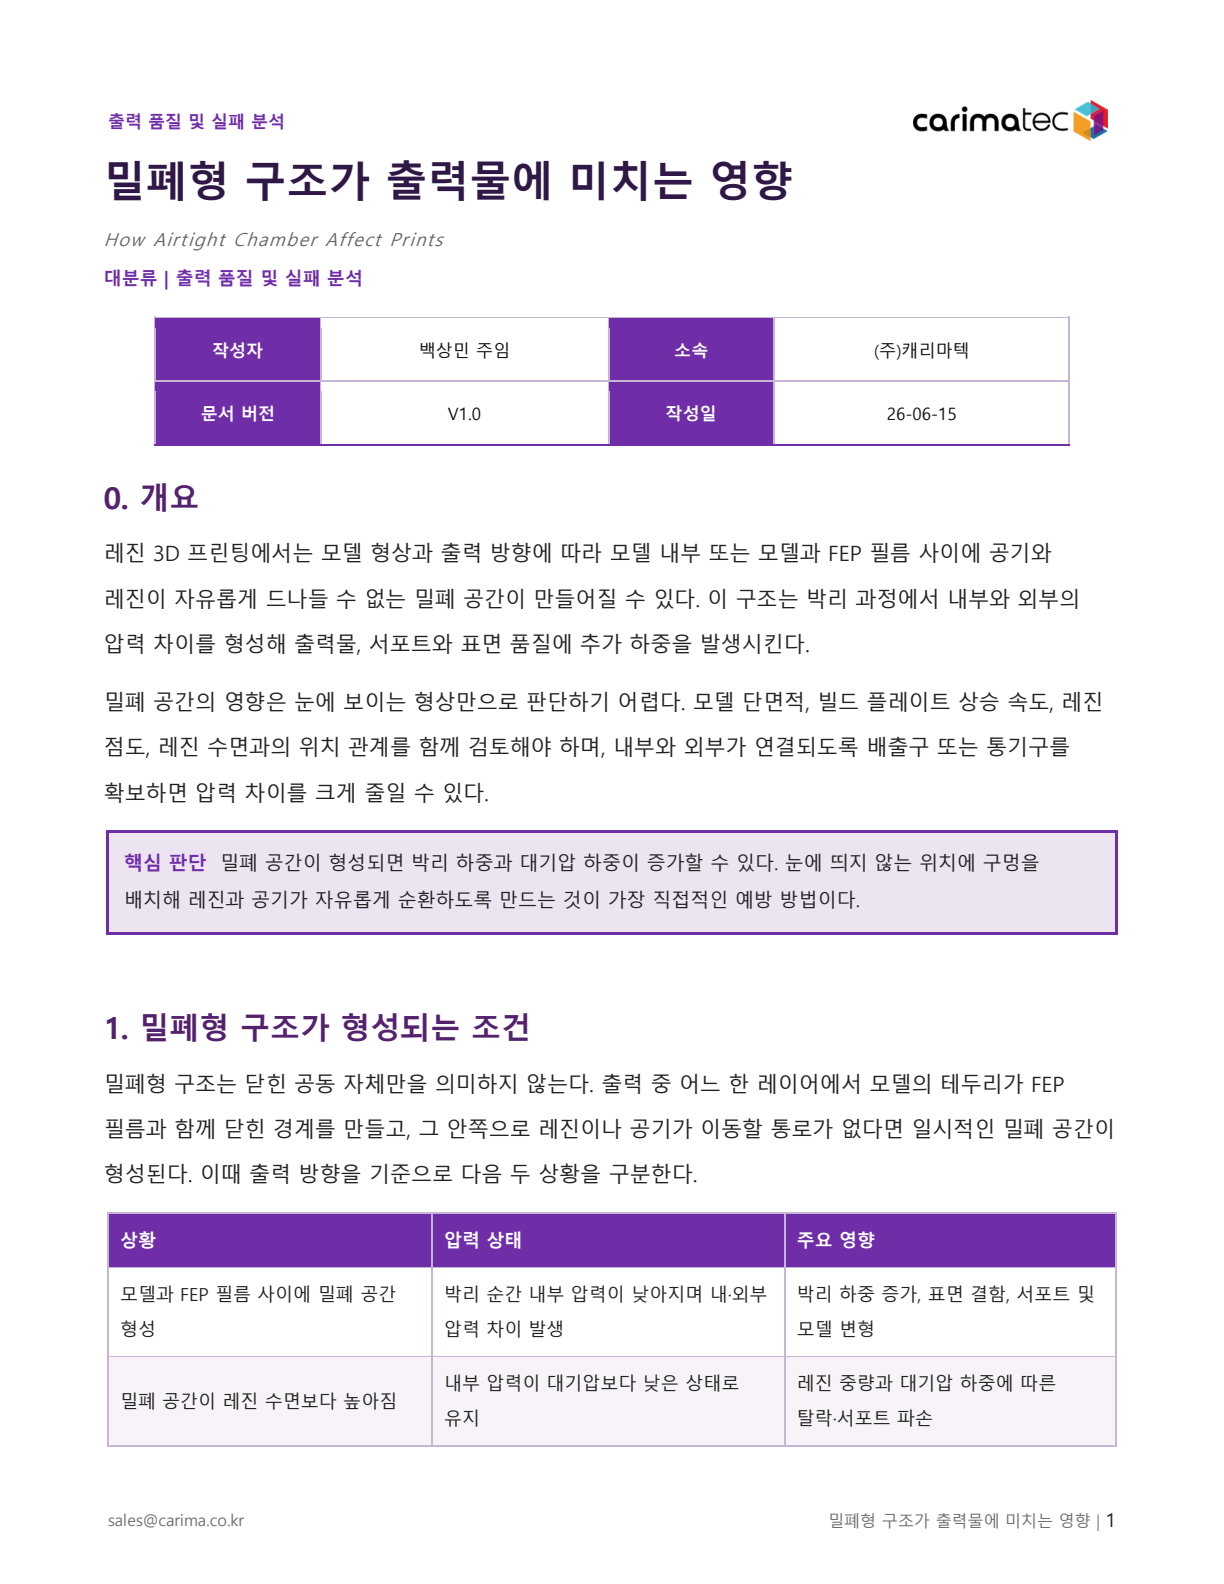 출력 품질 및 실패 분석
carimatec
밀폐형 구조가 출력물에 미치는 영향
How Airtight Chamber Affect Prints
대분류 | 출력 품질 및 실패 분석
작성자 백상민 주임 소속 (주)캐리마텍
문서 버전 V1.0 작성일 26-06-15
0. 개요
레진 3D 프린팅에서는 모델 형상과 출력 방향에 따라 모델 내부 또는 모델과 FEP 필름 사이에 공기와
레진이 자유롭게 드나들 수 없는 밀폐 공간이 만들어질 수 있다. 이 구조는 박리 과정에서 내부와 외부의
압력 차이를 형성해 출력물, 서포트와 표면 품질에 추가 하중을 발생시킨다.
밀폐 공간의 영향은 눈에 보이는 형상만으로 판단하기 어렵다. 모델 단면적, 빌드 플레이트 상승 속도, 레진
점도, 레진 수면과의 위치 관계를 함께 검토해야 하며, 내부와 외부가 연결되도록 배출구 또는 통기구를
확보하면 압력 차이를 크게 줄일 수 있다.
핵심 판단 밀폐 공간이 형성되면 박리 하중과 대기압 하중이 증가할 수 있다. 눈에 띄지 않는 위치에 구멍을
배치해 레진과 공기가 자유롭게 순환하도록 만드는 것이 가장 직접적인 예방 방법이다.
1. 밀폐형 구조가 형성되는 조건
밀폐형 구조는 닫힌 공동 자체만을 의미하지 않는다. 출력 중 어느 한 레이어에서 모델의 테두리가 FEP
필름과 함께 닫힌 경계를 만들고, 그 안쪽으로 레진이나 공기가 이동할 통로가 없다면 일시적인 밀폐 공간이
형성된다. 이때 출력 방향을 기준으로 다음 두 상황을 구분한다.
상황 압력 상태 주요 영향
모델과 FEP 필름 사이에 밀폐 공간
형성
박리 순간 내부 압력이 낮아지며 내·외부
압력 차이 발생
박리 하중 증가, 표면 결함, 서포트 및
모델 변형
밀폐 공간이 레진 수면보다 높아짐
내부 압력이 대기압보다 낮은 상태로
유지
레진 중량과 대기압 하중에 따른
탈락·서포트 파손
sales@carima.co.kr
밀폐형 구조가 출력물에 미치는 영향 | 1